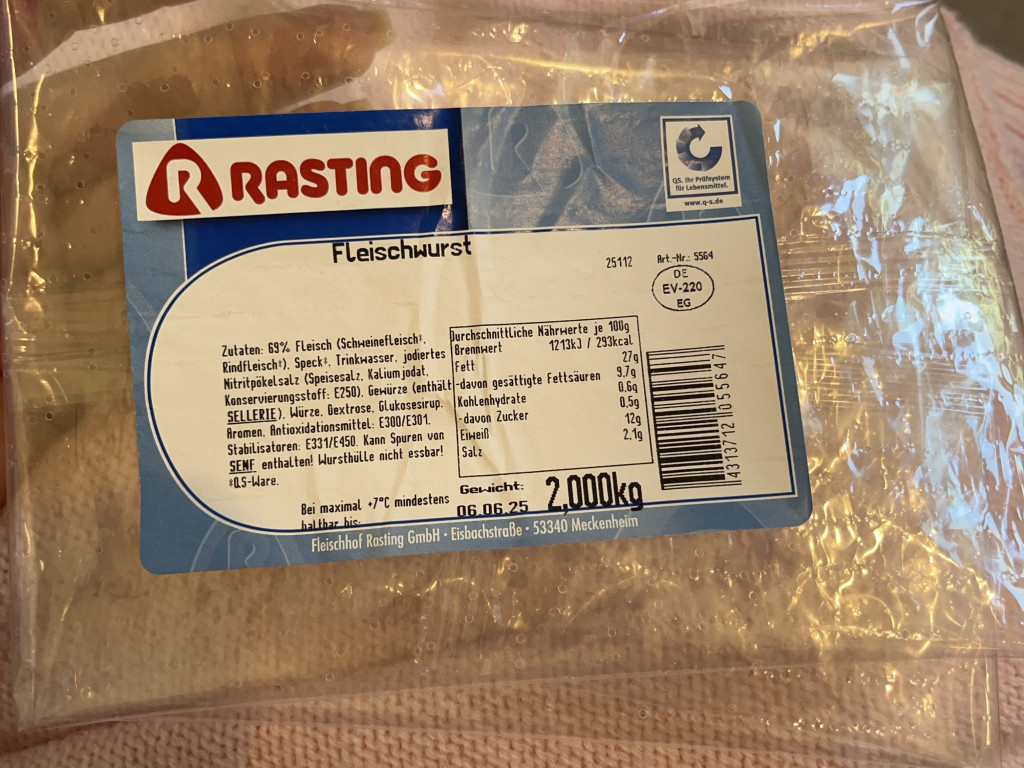 RASTING
QS. Ihr Prüfsystem
für Lebensmittel.
www.q-s.de
Fleischwurst
25112
Art.-Nr.: 5564
DE
EV-220
EG
Zutaten: 69% Fleisch (Schweinefleisch*,
Rindfleisch*), Speck*, Trinkwasser, jodiertes
Nitritpökelsalz (Speisesalz, Kaliumjodat,
Konservierungsstoff: E250), Gewürze (enthält
SELLERIE), Würze, Dextrose, Glukosesirup,
Aromen, Antioxidationsmittel: E300/E301,
Stabilisatoren: E331/E450. Kann Spuren von
SENF enthalten! Wursthülle nicht essbar!
*QS-Ware.
Durchschnittliche Nährwerte je 100g
Brennwert 1213kJ / 293kcal
Fett 27g
-davon gesättigte Fettsäuren 9,7g
Kohlenhydrate 0,6g
-davon Zucker 0,5g
Eiweiß 12g
Salz 2,1g
4313712055647
Bei maximal +7°C mindestens
haltbar bis:
Gewicht:
06.06.25 2,000kg
Fleischhof Rasting GmbH · Eisbachstraße · 53340 Meckenheim